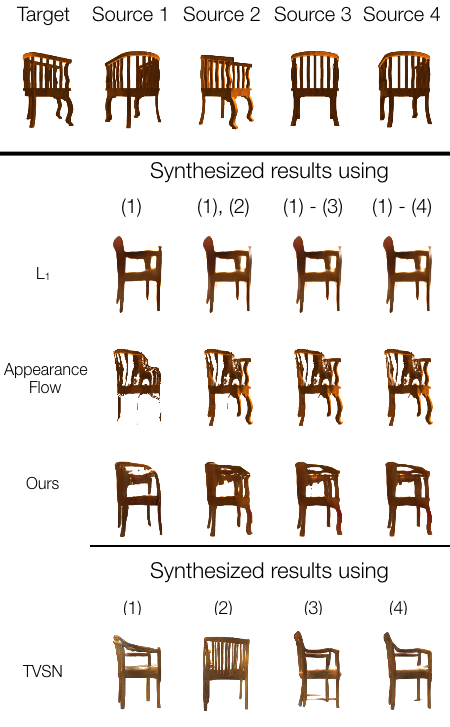 Target Source 1 Source 2 Source 3 Source 4
Synthesized results using
(1) (1), (2) (1) - (3) (1) - (4)
L₁
Appearance
Flow
Ours
Synthesized results using
(1) (2) (3) (4)
TVSN